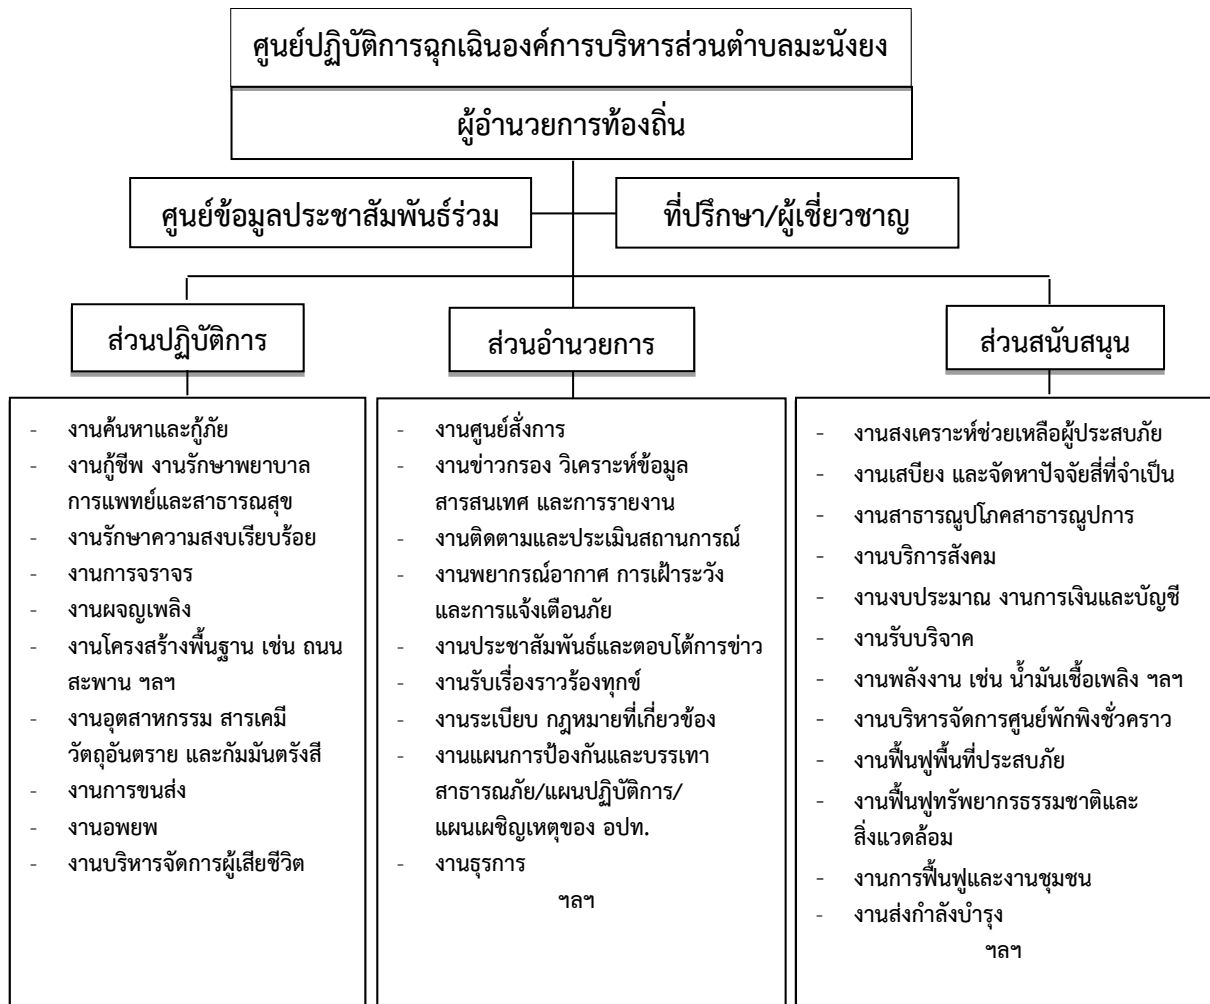 ศูนย์ปฏิบัติการฉุกเฉินองค์การบริหารส่วนตำบลมะนังยง
ผู้อำนวยการท้องถิ่น
ศูนย์ข้อมูลประชาสัมพันธ์ร่วม
ที่ปรึกษา/ผู้เชี่ยวชาญ
ส่วนปฏิบัติการ
- งานค้นหาและกู้ภัย
- งานกู้ชีพ งานรักษาพยาบาล
การแพทย์และสาธารณสุข
- งานรักษาความสงบเรียบร้อย
- งานการจราจร
- งานผจญเพลิง
- งานโครงสร้างพื้นฐาน เช่น ถนน
สะพาน ฯลฯ
- งานอุตสาหกรรม สารเคมี
วัตถุอันตราย และกัมมันตรังสี
- งานการขนส่ง
- งานอพยพ
- งานบริหารจัดการผู้เสียชีวิต
ส่วนอำนวยการ
- งานศูนย์สั่งการ
- งานข่าวกรอง วิเคราะห์ข้อมูล
สารสนเทศ และการรายงาน
- งานติดตามและประเมินสถานการณ์
- งานพยากรณ์อากาศ การเฝ้าระวัง
และการแจ้งเตือนภัย
- งานประชาสัมพันธ์และตอบโต้การข่าว
- งานรับเรื่องราวร้องทุกข์
- งานระเบียบ กฎหมายที่เกี่ยวข้อง
- งานแผนการป้องกันและบรรเทา
สาธารณภัย/แผนปฏิบัติการ/
แผนเผชิญเหตุของ อปท.
- งานธุรการ
ฯลฯ
ส่วนสนับสนุน
- งานสงเคราะห์ช่วยเหลือผู้ประสบภัย
- งานเสบียง และจัดหาปัจจัยสี่ที่จำเป็น
- งานสาธารณูปโภคสาธารณูปการ
- งานบริการสังคม
- งานงบประมาณ งานการเงินและบัญชี
- งานรับบริจาค
- งานพลังงาน เช่น น้ำมันเชื้อเพลิง ฯลฯ
- งานบริหารจัดการศูนย์พักพิงชั่วคราว
- งานฟื้นฟูพื้นที่ประสบภัย
- งานฟื้นฟูทรัพยากรธรรมชาติและ
สิ่งแวดล้อม
- งานการฟื้นฟูและงานชุมชน
- งานส่งกำลังบำรุง
ฯลฯ